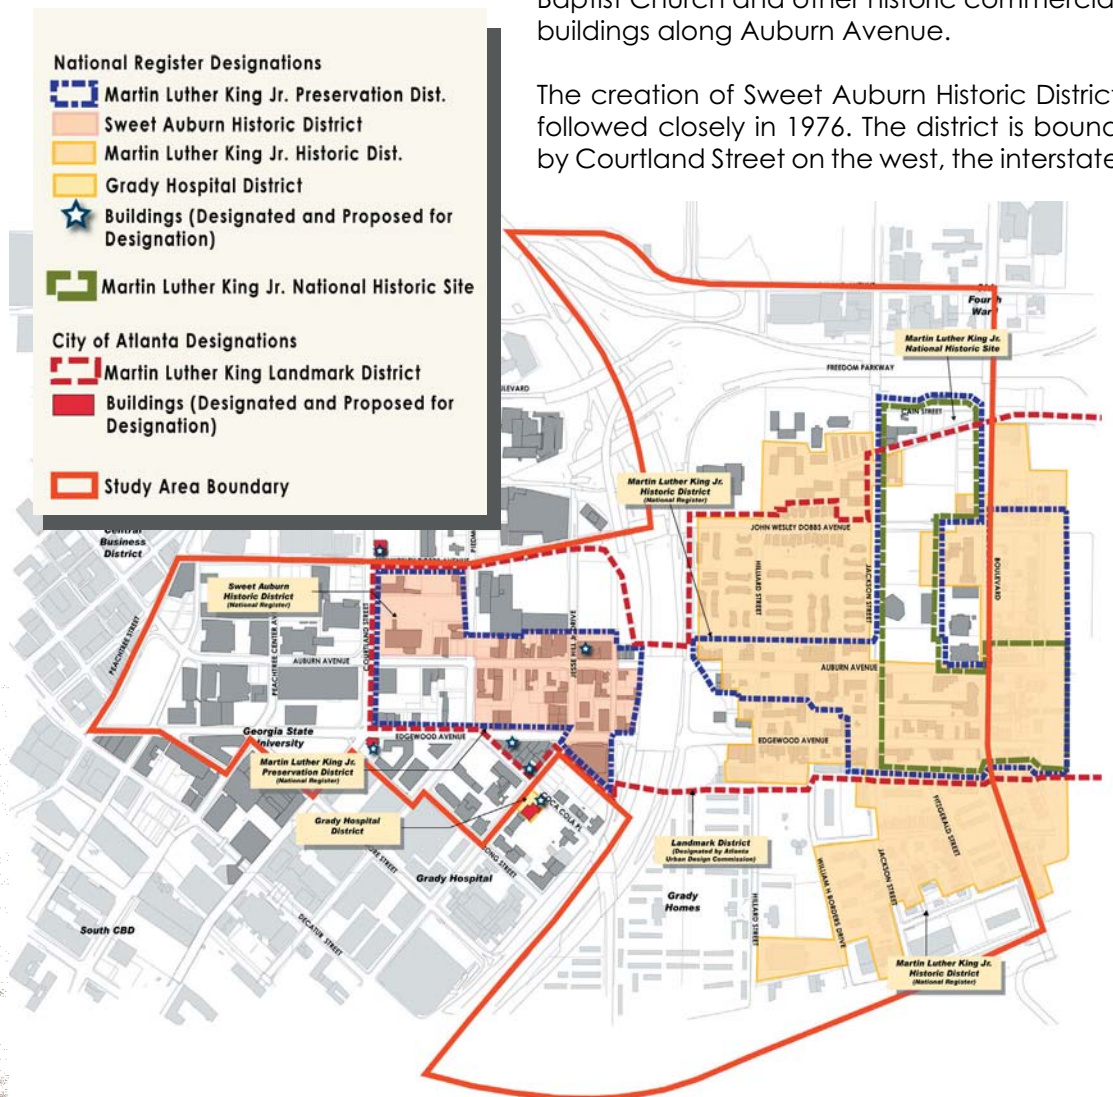 Baptist Church and other historic commercial
buildings along Auburn Avenue.
The creation of Sweet Auburn Historic District
followed closely in 1976. The district is bound
by Courtland Street on the west, the interstate
National Register Designations
Martin Luther King Jr. Preservation Dist.
Sweet Auburn Historic District
Martin Luther King Jr. Historic Dist.
Grady Hospital District
Buildings (Designated and Proposed for
Designation)
Martin Luther King Jr. National Historic Site
City of Atlanta Designations
Martin Luther King Landmark District
Buildings (Designated and Proposed for
Designation)
Study Area Boundary
Fourth
Ward
Martin Luther King Jr.
National Historic Site
FREEDOM PARKWAY
CAIN STREET
Martin Luther King Jr.
Historic District
(National Register)
JOHN WESLEY DOBBS AVENUE
HILLIARD STREET
JACKSON STREET
BOULEVARD
Central
Business
District
Sweet Auburn
Historic District
(National Register)
PEACHTREE STREET
PEACHTREE CENTER AV
COURTLAND STREET
JESSE HILL JR DRIVE
AUBURN AVENUE
AUBURN AVENUE
Georgia State
University
EDGEWOOD AVENUE
EDGEWOOD AVENUE
Martin Luther King Jr.
Preservation District
(National Register)
Grady Hospital
District
COCA COLA PL
Grady Hospital
DECATUR STREET
South CBD
Landmark District
(Designated by Atlanta
Urban Design Commission)
Grady
Homes
HILLIARD STREET
WILLIAM H BORDERS DRIVE
JACKSON STREET
FITZGERALD STREET
Martin Luther King Jr.
Historic District
(National Register)